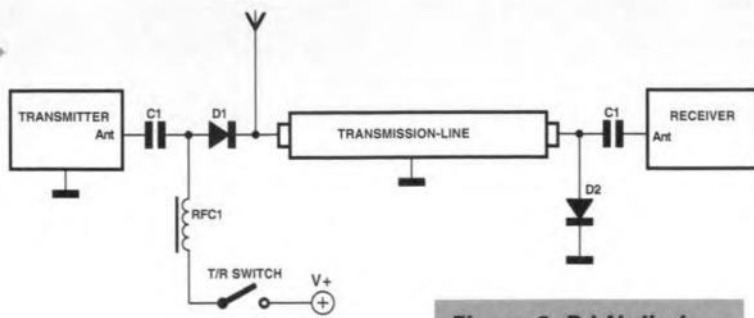 TRANSMITTER
Ant
C1
D1
TRANSMISSION-LINE
C1
RECEIVER
Ant
D2
RFC1
T/R SWITCH
V+